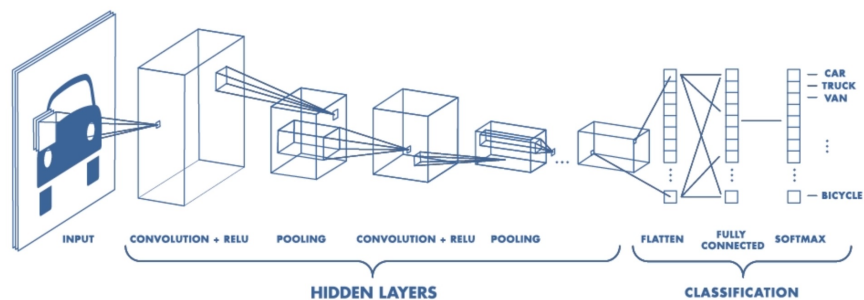 CAR
TRUCK
VAN
BICYCLE
INPUT
CONVOLUTION + RELU
POOLING
CONVOLUTION + RELU
POOLING
FLATTEN
FULLY
CONNECTED
SOFTMAX
HIDDEN LAYERS
CLASSIFICATION